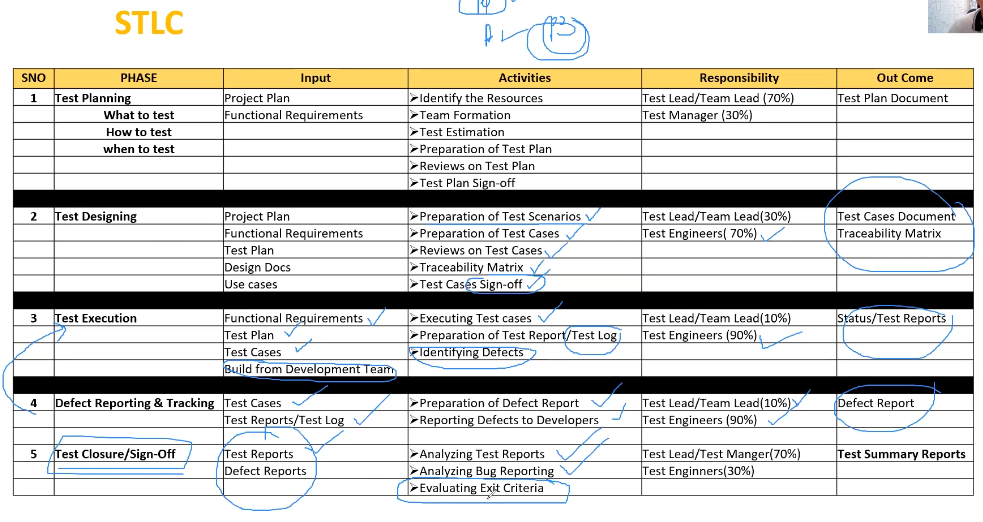 STLC
A P2
SNO PHASE Input Activities Responsibility Out Come
1 Test Planning Project Plan ➢Identify the Resources Test Lead/Team Lead (70%) Test Plan Document
What to test Functional Requirements ➢Team Formation Test Manager (30%)
How to test ➢Test Estimation
when to test ➢Preparation of Test Plan
➢Reviews on Test Plan
➢Test Plan Sign-off
2 Test Designing Project Plan ➢Preparation of Test Scenarios Test Lead/Team Lead(30%) Test Cases Document
Functional Requirements ➢Preparation of Test Cases Test Engineers( 70%) Traceability Matrix
Test Plan ➢Reviews on Test Cases
Design Docs ➢Traceability Matrix
Use cases ➢Test Cases Sign-off
3 Test Execution Functional Requirements ➢Executing Test cases Test Lead/Team Lead(10%) Status/Test Reports
Test Plan ➢Preparation of Test Report/Test Log Test Engineers (90%)
Test Cases ➢Identifying Defects
Build from Development Team
4 Defect Reporting & Tracking Test Cases ➢Preparation of Defect Report Test Lead/Team Lead(10%) Defect Report
Test Reports/Test Log ➢Reporting Defects to Developers Test Engineers (90%)
5 Test Closure/Sign-Off Test Reports ➢Analyzing Test Reports Test Lead/Test Manger(70%) Test Summary Reports
Defect Reports ➢Analyzing Bug Reporting Test Enginners(30%)
➢Evaluating Exit Criteria